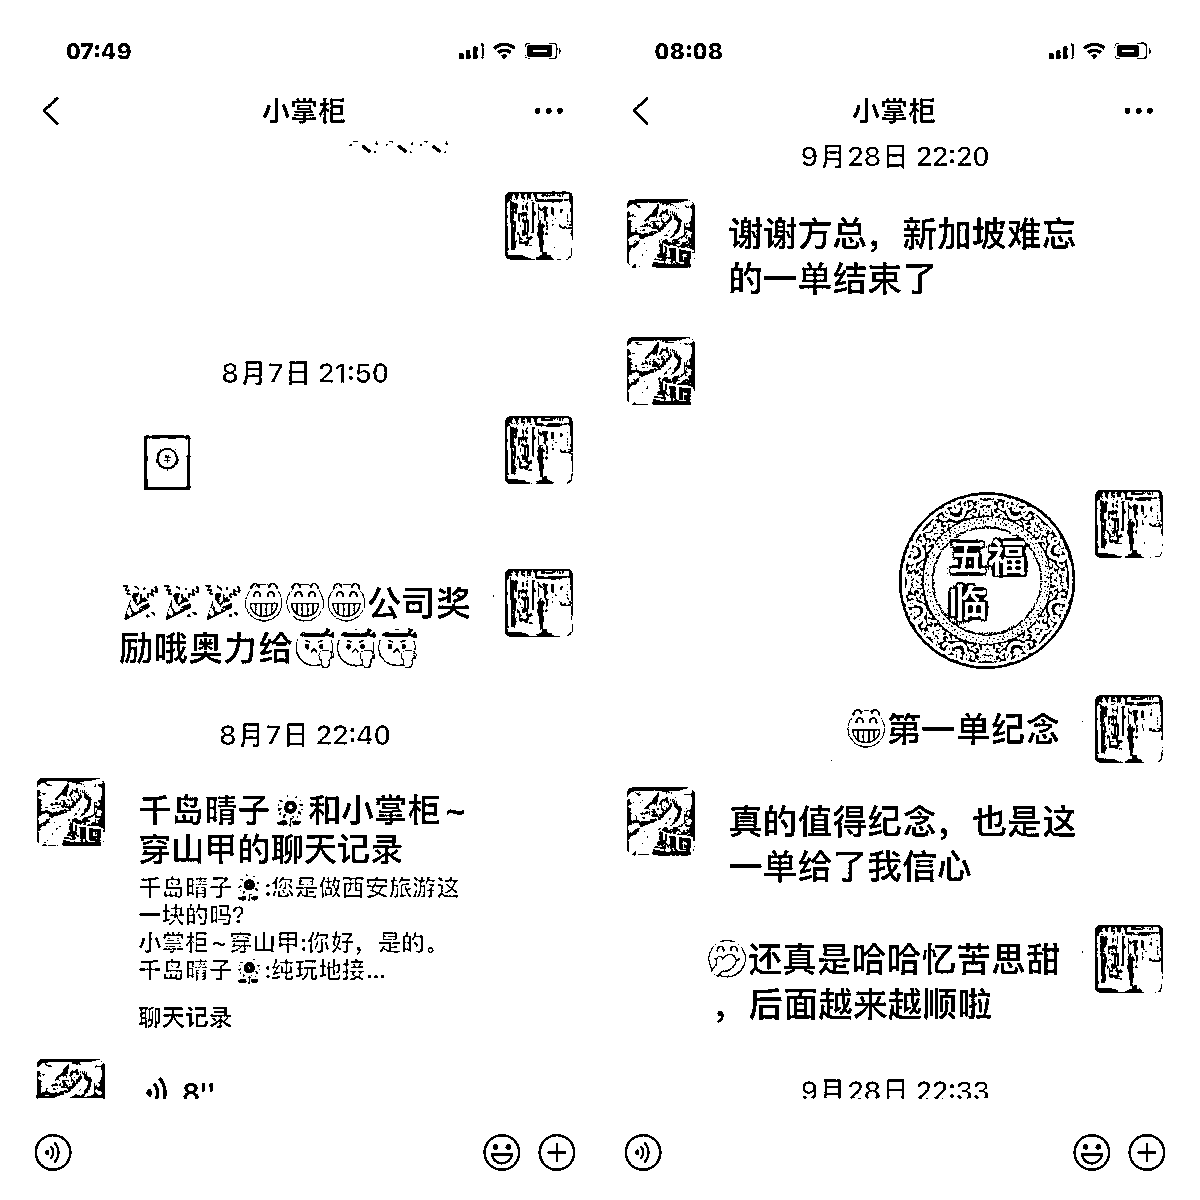 07:49
小掌柜
8月7日 21:50
公司奖
励哦奥力给
8月7日 22:40
千岛晴子 和小掌柜~
穿山甲的聊天记录
千岛晴子 :您是做西安旅游这
一块的吗?
小掌柜~穿山甲:你好，是的。
千岛晴子 :纯玩地接...
聊天记录
8"
08:08
小掌柜
9月28日 22:20
谢谢方总，新加坡难忘
的一单结束了
五福
临
第一单纪念
真的值得纪念，也是这
一单给了我信心
还真是哈哈忆苦思甜
，后面越来越顺啦
9月28日 22:33